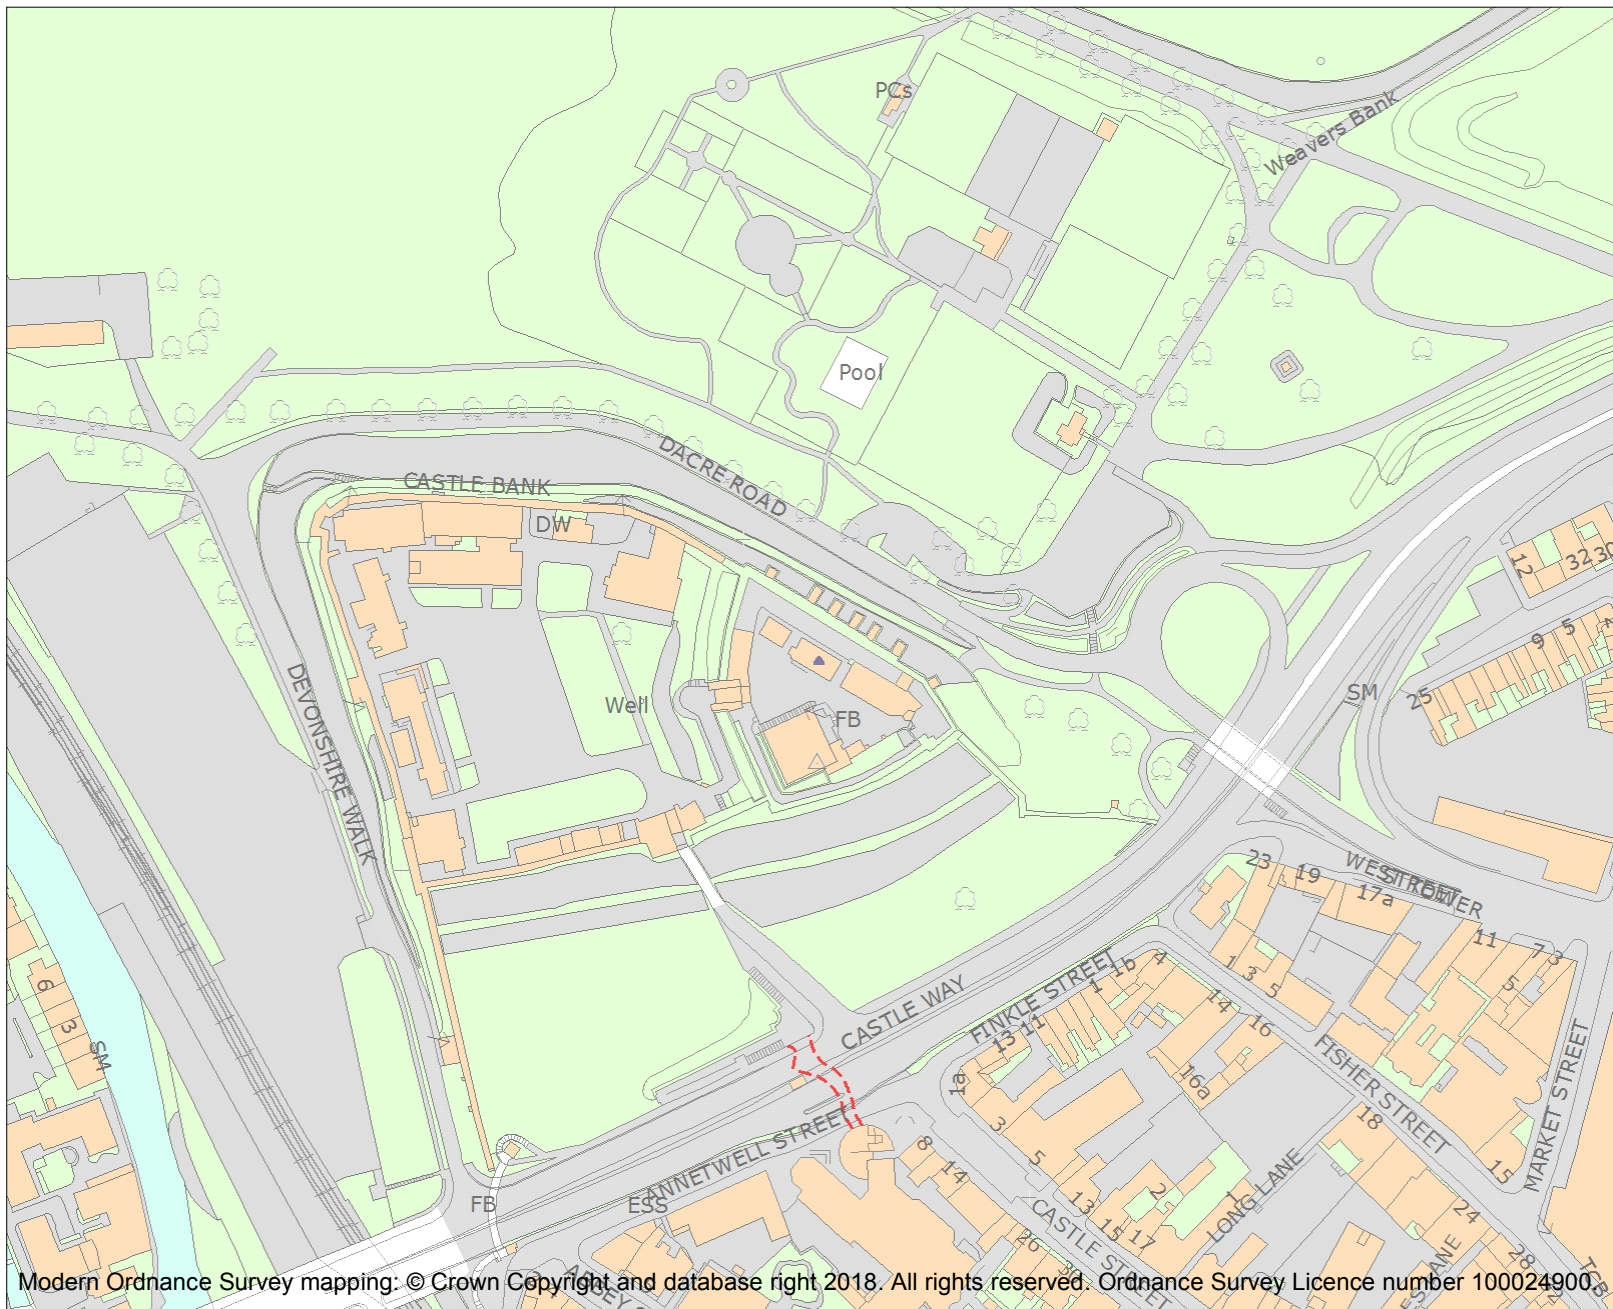 PCs
Weavers Bank
Pool
DACRE ROAD
CASTLE BANK
DW
12
32
30
9
5
25
SM
Well
FB
DEVONSHIRE WALK
23
19
17a
WEST TOWER
STREET
11
7
3
5
1
3
5
4
1b
1
11
13
FINKLE STREET
CASTLE WAY
14
16
16a
FISHER STREET
MARKET STREET
6
3
SM
1a
3
5
8
14
18
15
ANNETWELL STREET
ESS
FB
13
15
17
2
1
LONG LANE
CASTLE STREET
26
24
28
Modern Ordnance Survey mapping: © Crown Copyright and database right 2018. All rights reserved. Ordnance Survey Licence number 100024900.